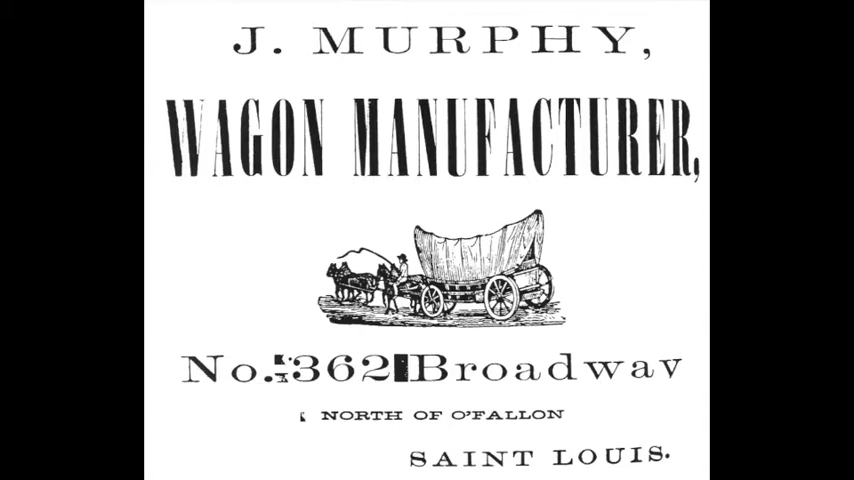 J. MURPHY,
WAGON MANUFACTURER,
No. 362 Broadway
NORTH OF O'FALLON
SAINT LOUIS.